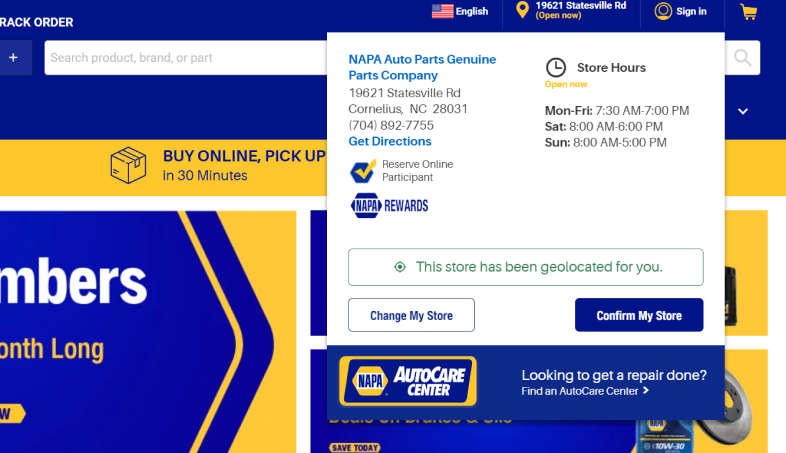 RACK ORDER
English
19621 Statesville Rd
(Open now)
Sign in
+
Search product, brand, or part
NAPA Auto Parts Genuine
Parts Company
19621 Statesville Rd
Cornelius, NC 28031
(704) 892-7755
Get Directions
Reserve Online
Participant
NAPA REWARDS
Store Hours
Open now
Mon-Fri: 7:30 AM-7:00 PM
Sat: 8:00 AM-6:00 PM
Sun: 8:00 AM-5:00 PM
BUY ONLINE, PICK UP
in 30 Minutes
This store has been geolocated for you.
Change My Store
Confirm My Store
NAPA AUTOCARE
CENTER
Looking to get a repair done?
Find an AutoCare Center
mbers
onth Long
W
Deals On Brakes & Oils
SAVE TODAY
NAPA
10W-30